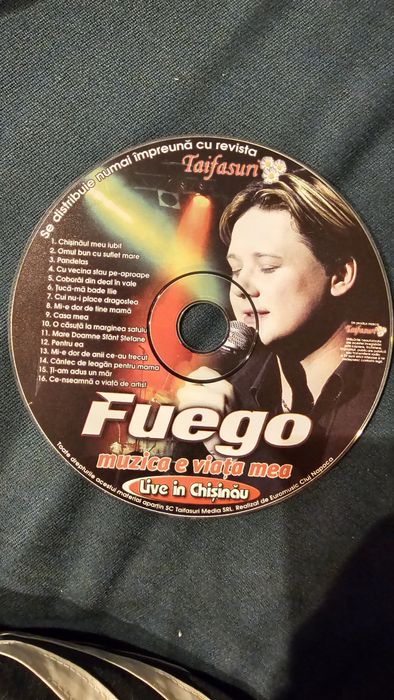 Se distribuie numai împreună cu revista
Taifasuri
1. Chişinăul meu iubit
2. Omul bun cu suflet mare
3. Pandelaş
4. Cu vecina stau pe-aproape
5. Coborâi din deal în vale
6. Ţucă-mă bade Ilie
7. Cui nu-i place dragostea
8. Mi-e dor de tine mamă
9. Casa mea
10. O căsuţă la marginea satului
11. Mare Doamne Sfânt Ştefane
12. Pentru ea
13. Mi-e dor de anii ce-au trecut
14. Cântec de leagăn pentru mama
15. Ţi-am adus un măr
16. Ce-nseamnă o viaţă de artist
Taifasuri
Fuego
muzica e viaţa mea
Live in Chişinău
Toate drepturile acestui material aparţin SC Taifasuri Media SRL. Realizat de Euromusic Cluj Napoca